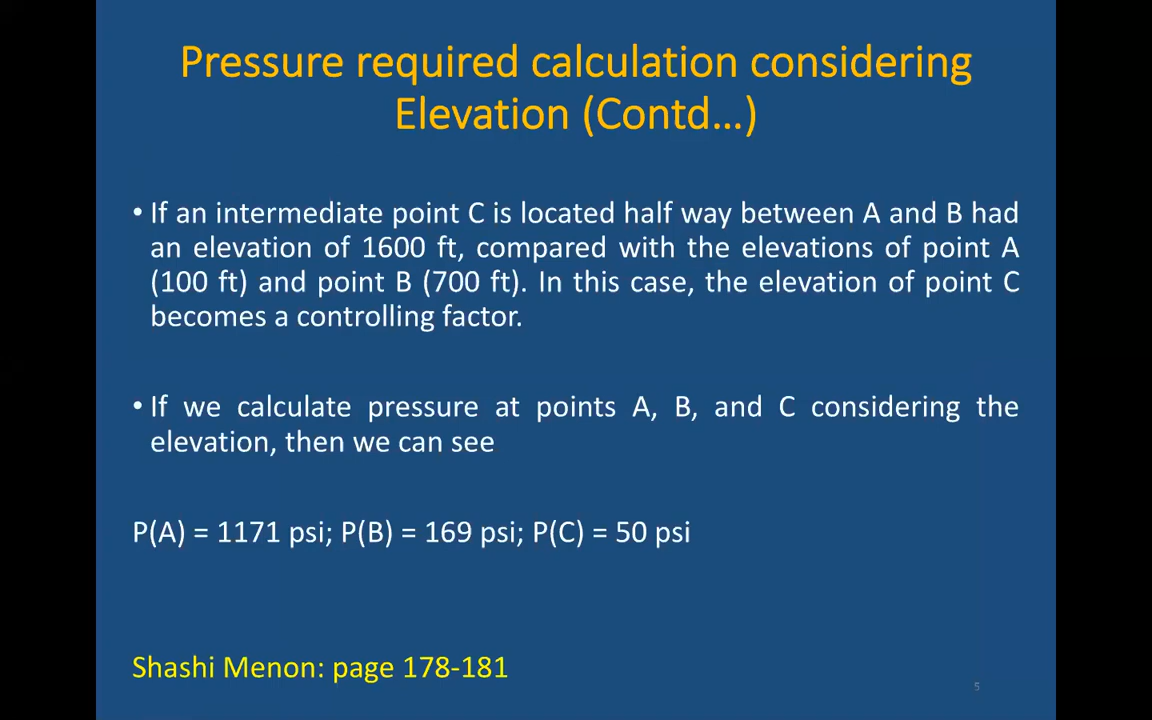 Pressure required calculation considering
Elevation (Contd...)
• If an intermediate point C is located half way between A and B had
an elevation of 1600 ft, compared with the elevations of point A
(100 ft) and point B (700 ft). In this case, the elevation of point C
becomes a controlling factor.
• If we calculate pressure at points A, B, and C considering the
elevation, then we can see
P(A) = 1171 psi; P(B) = 169 psi; P(C) = 50 psi
Shashi Menon: page 178-181
5